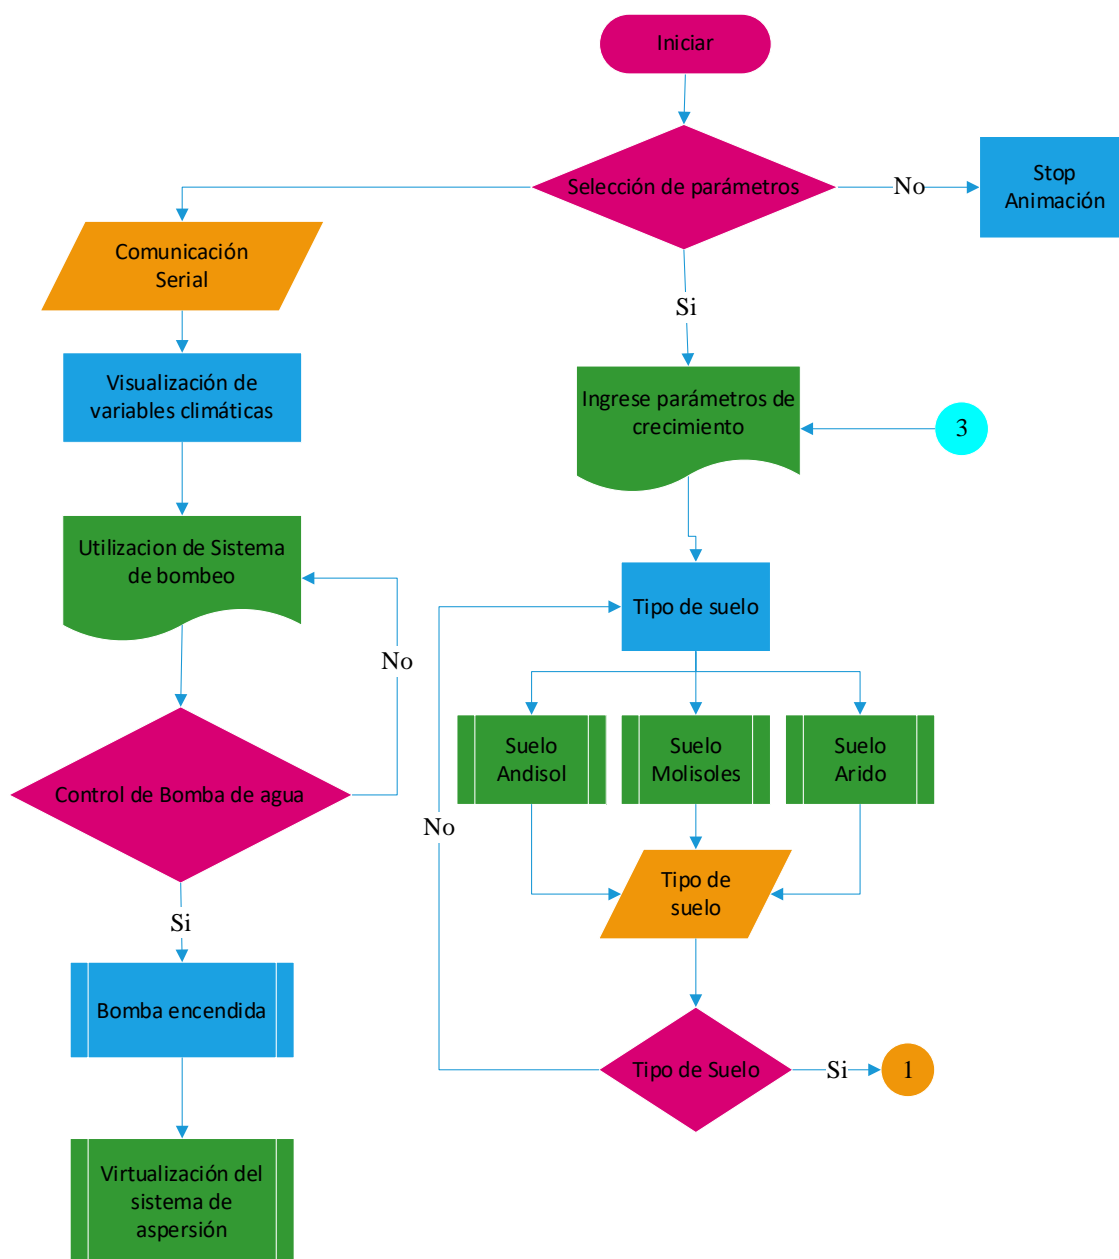 Iniciar
Selección de parámetros
No
Stop
Animación
Comunicación
Serial
Si
Visualización de
variables climáticas
Ingrese parámetros de
crecimiento
3
Utilizacion de Sistema
de bombeo
No
Tipo de suelo
Suelo
Andisol
Suelo
Molisoles
Suelo
Arido
Control de Bomba de agua
No
Tipo de
suelo
Si
Bomba encendida
Tipo de Suelo
Si
1
Virtualización del
sistema de
aspersión